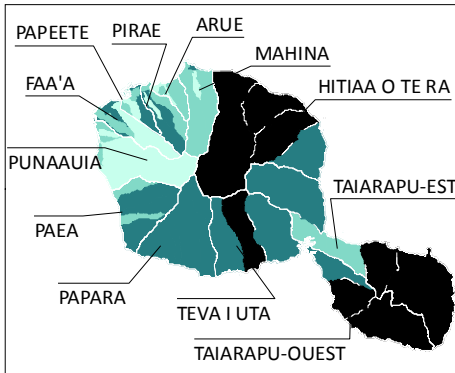 ARUE
PIRAE
PAPEETE
MAHINA
FAA'A
HITIAA O TE RA
PUNAAUIA
TAIARAPU-EST
PAEA
PAPARA
TEVA I UTA
TAIARAPU-OUEST